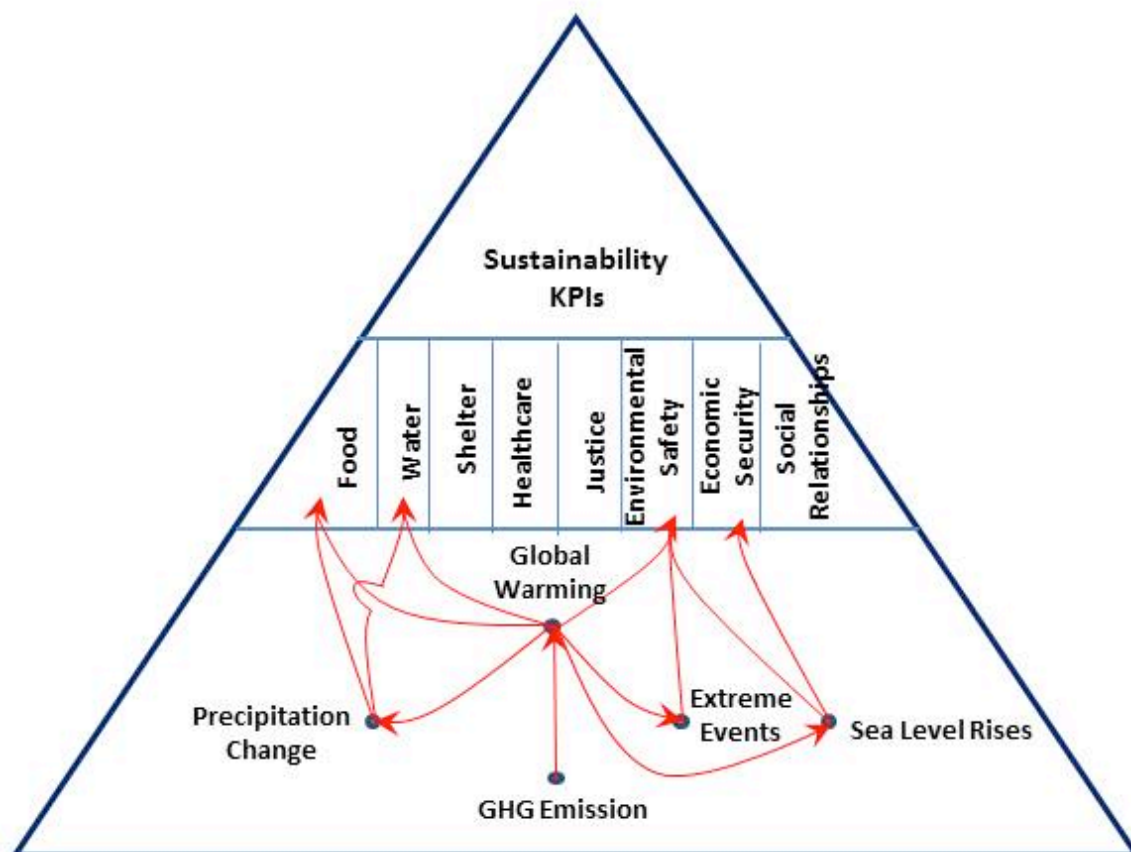 Sustainability
KPIs
Food
Water
Shelter
Healthcare
Justice
Environmental
Safety
Economic
Security
Social
Relationships
Global
Warming
Precipitation
Change
Extreme
Events
Sea Level Rises
GHG Emission